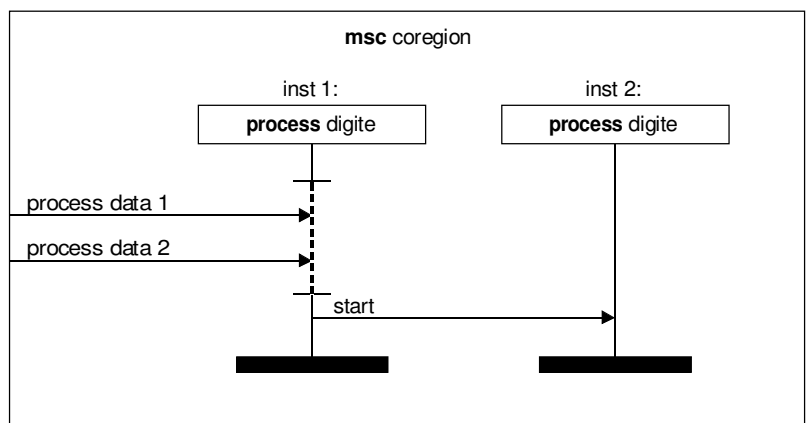 msc coregion
inst 1:
inst 2:
process digite
process digite
process data 1
process data 2
start